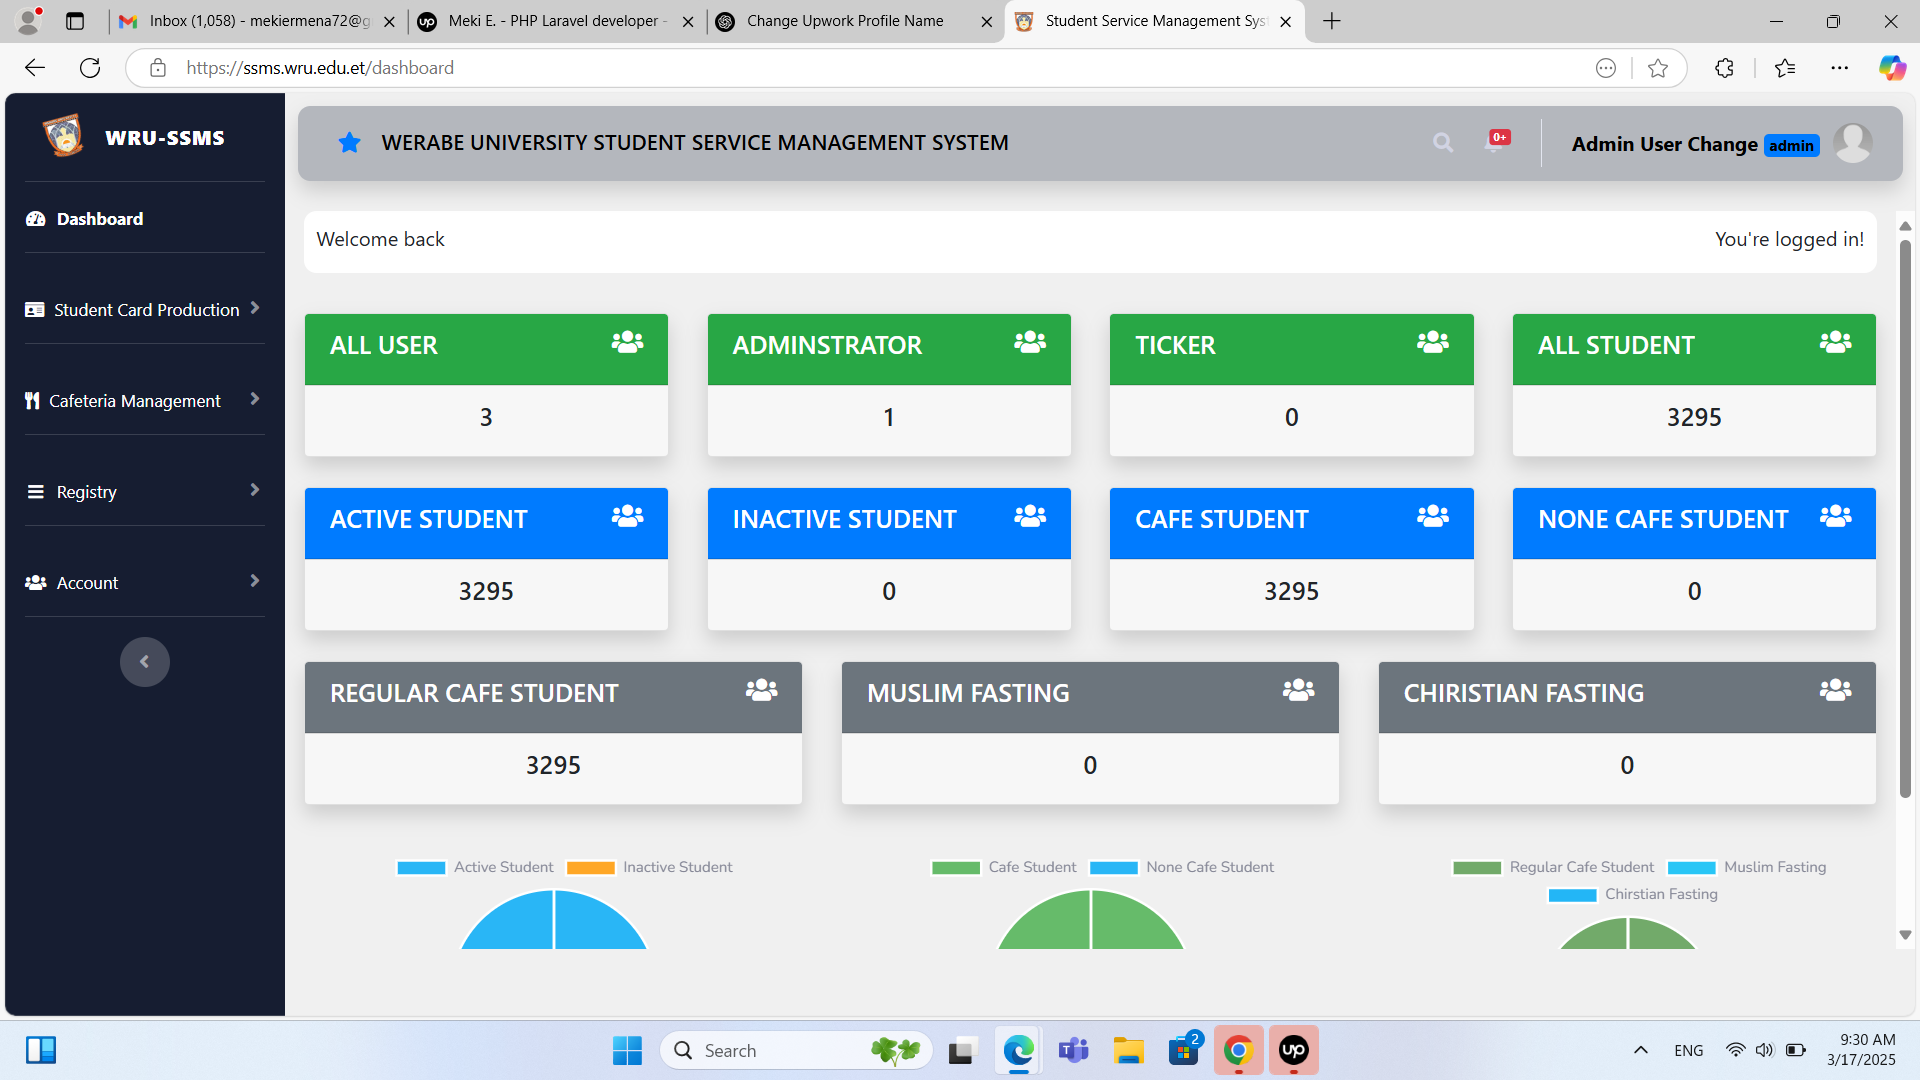 Inbox (1,058) - mekiermena72@g
Meki E. - PHP Laravel developer -
Change Upwork Profile Name
Student Service Management Syst
https://ssms.wru.edu.et/dashboard
WRU-SSMS
WERABE UNIVERSITY STUDENT SERVICE MANAGEMENT SYSTEM
0+
Admin User Change admin
Dashboard
Student Card Production
Cafeteria Management
Registry
Account
Welcome back
You're logged in!
ALL USER
3
ADMINSTRATOR
1
TICKER
0
ALL STUDENT
3295
ACTIVE STUDENT
3295
INACTIVE STUDENT
0
CAFE STUDENT
3295
NONE CAFE STUDENT
0
REGULAR CAFE STUDENT
3295
MUSLIM FASTING
0
CHIRISTIAN FASTING
0
Active Student Inactive Student
Cafe Student None Cafe Student
Regular Cafe Student Muslim Fasting
Chirstian Fasting
Search
2
up
ENG
9:30 AM
3/17/2025